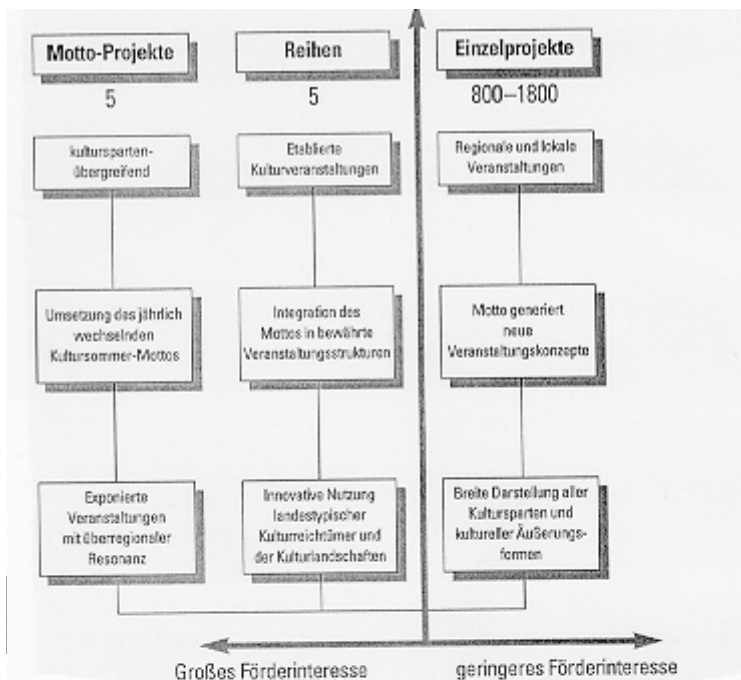 Motto-Projekte
5
kultursparten-
übergreifend
Umsetzung des jährlich
wechselnden
Kultursommer-Mottos
Exponierte
Veranstaltungen
mit überregionaler
Resonanz
Reihen
5
Etablierte
Kulturveranstaltungen
Integration des
Mottos in bewährte
Veranstaltungsstrukturen
Innovative Nutzung
landestypischer
Kulturreichtümer und
der Kulturlandschaften
Einzelprojekte
800–1800
Regionale und lokale
Veranstaltungen
Motto generiert
neue
Veranstaltungskonzepte
Breite Darstellung aller
Kultursparten und
kultureller Äußerungs-
formen
Großes Förderinteresse
geringeres Förderinteresse